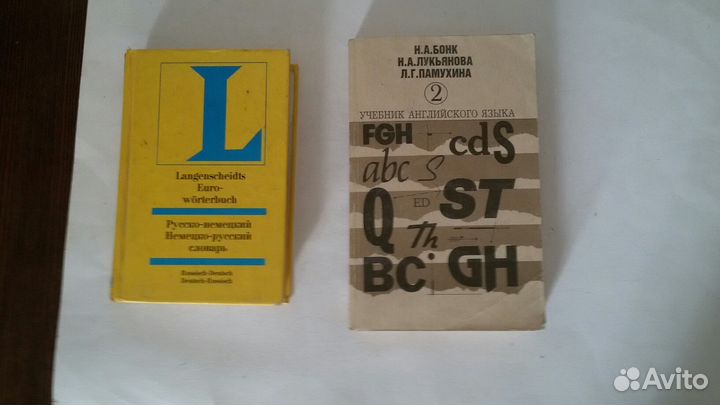 L
Langenscheidts
Euro-
wörterbuch
Русско-немецкий
Немецко-русский
словарь
Russisch-Deutsch
Deutsch-Russisch
Н.А.БОНК
Н.А.ЛУКЬЯНОВА
Л.Г.ПАМУХИНА
2
УЧЕБНИК АНГЛИЙСКОГО ЯЗЫКА
FGH
cdS
abc S
ED
ST
Q
Th
BC
GH
Avito